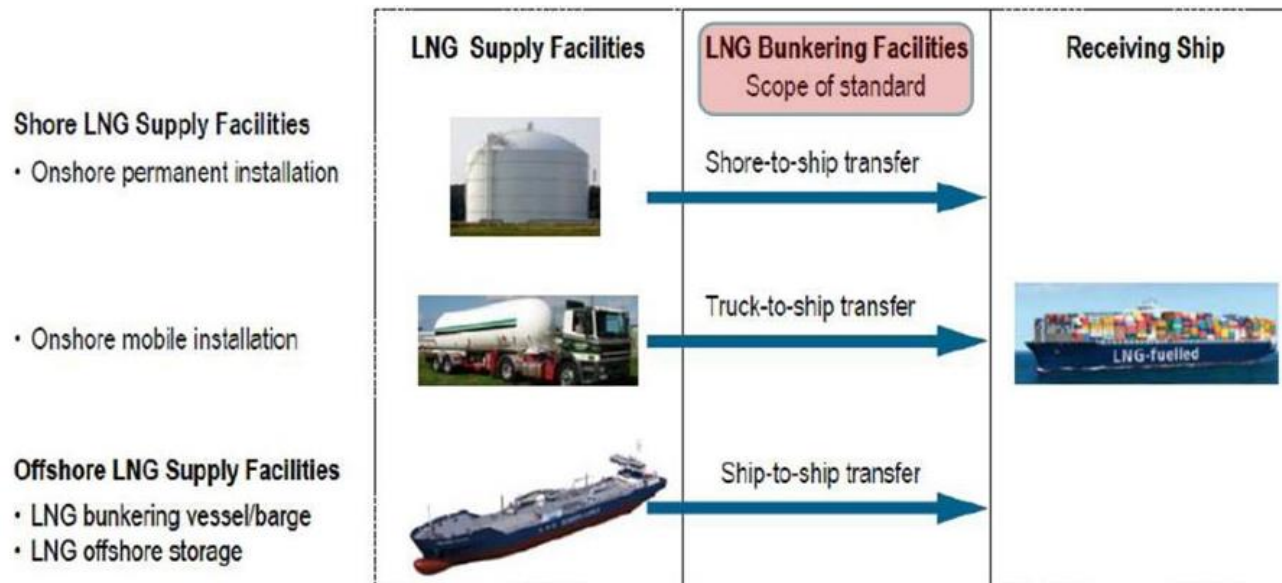 LNG Supply Facilities
LNG Bunkering Facilities
Scope of standard
Receiving Ship
Shore LNG Supply Facilities
• Onshore permanent installation
Shore-to-ship transfer
• Onshore mobile installation
Truck-to-ship transfer
LNG-fuelled
Offshore LNG Supply Facilities
• LNG bunkering vessel/barge
• LNG offshore storage
Ship-to-ship transfer